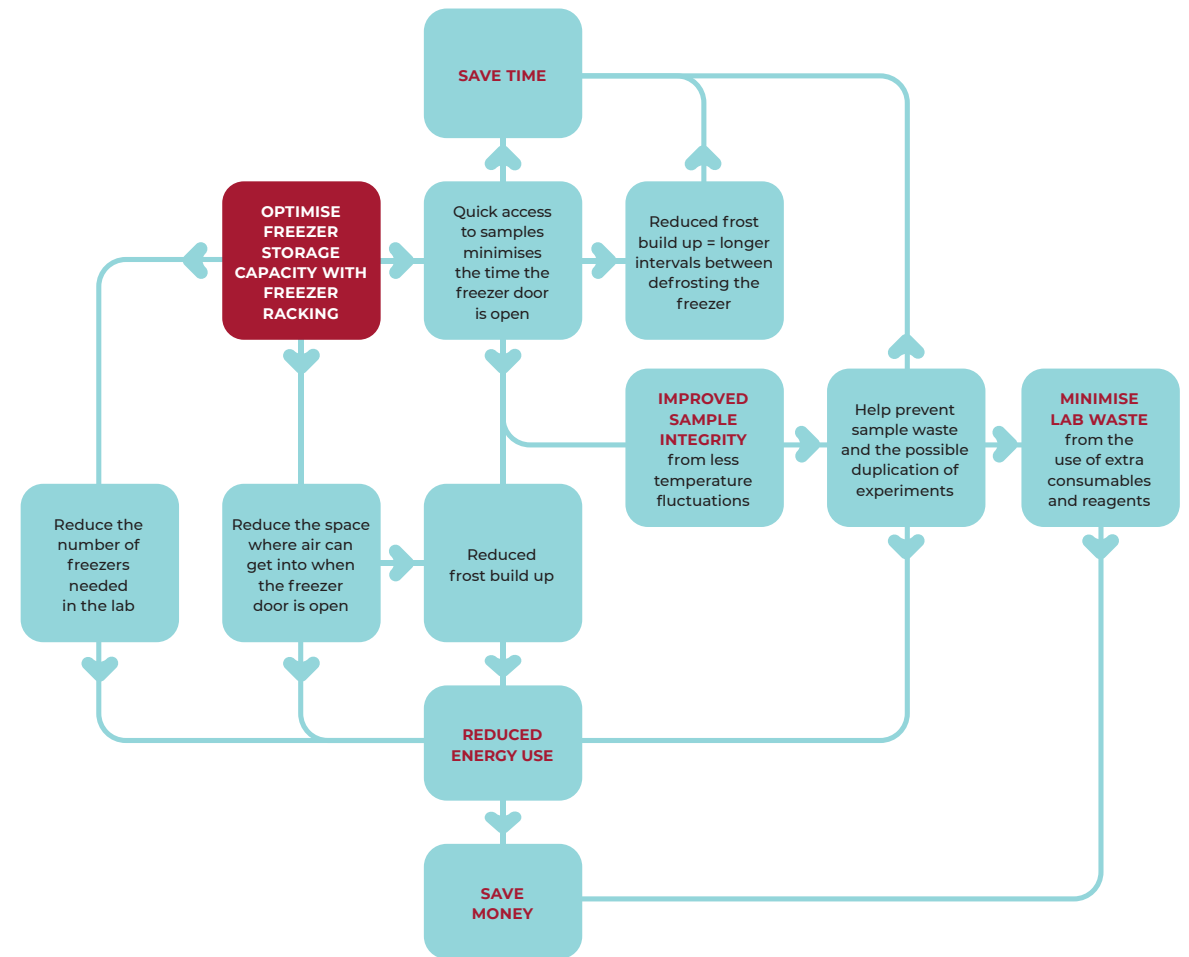 SAVE TIME
OPTIMISE
FREEZER
STORAGE
CAPACITY WITH
FREEZER
RACKING
Quick access
to samples
minimises
the time the
freezer door
is open
Reduced frost
build up = longer
intervals between
defrosting the
freezer
IMPROVED
SAMPLE
INTEGRITY
from less
temperature
fluctuations
Help prevent
sample waste
and the possible
duplication of
experiments
MINIMISE
LAB WASTE
from the
use of extra
consumables
and reagents
Reduce the
number of
freezers
needed
in the lab
Reduce the space
where air can
get into when
the freezer
door is open
Reduced
frost build up
REDUCED
ENERGY USE
SAVE
MONEY